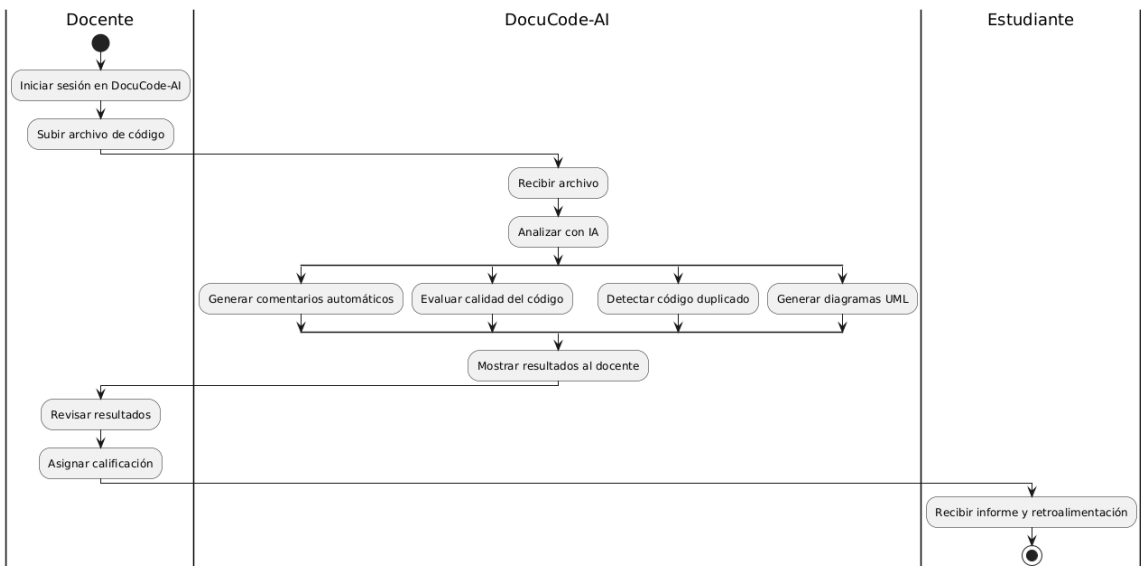 Docente
DocuCode-AI
Estudiante
Iniciar sesión en DocuCode-AI
Subir archivo de código
Recibir archivo
Analizar con IA
Generar comentarios automáticos
Evaluar calidad del código
Detectar código duplicado
Generar diagramas UML
Mostrar resultados al docente
Revisar resultados
Asignar calificación
Recibir informe y retroalimentación